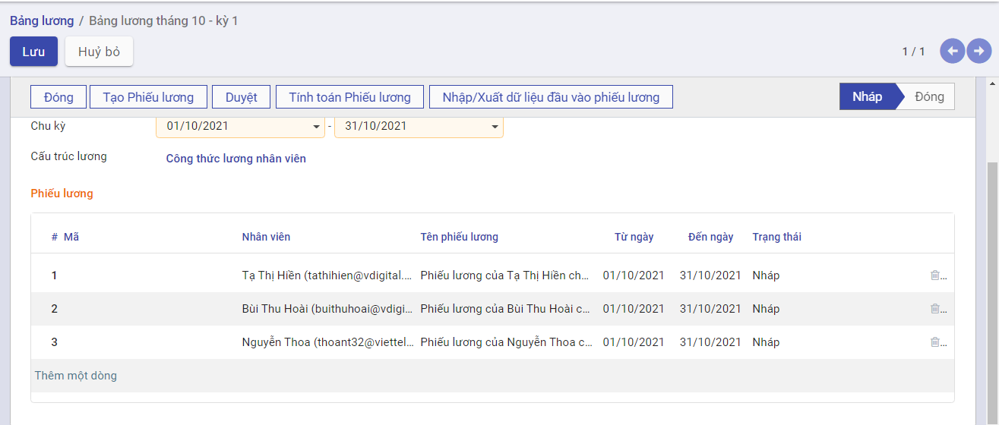 Bảng lương / Bảng lương tháng 10 - kỳ 1
Lưu Huỷ bỏ 1 / 1
Đóng Tạo Phiếu lương Duyệt Tính toán Phiếu lương Nhập/Xuất dữ liệu đầu vào phiếu lương Nháp Đóng
Chu kỳ 01/10/2021 - 31/10/2021
Cấu trúc lương Công thức lương nhân viên
Phiếu lương
# Mã Nhân viên Tên phiếu lương Từ ngày Đến ngày Trạng thái
1 Tạ Thị Hiền (tathihien@vdigital.... Phiếu lương của Tạ Thị Hiền ch... 01/10/2021 31/10/2021 Nháp ...
2 Bùi Thu Hoài (buithuhoai@vdigi... Phiếu lương của Bùi Thu Hoài c... 01/10/2021 31/10/2021 Nháp ...
3 Nguyễn Thoa (thoant32@viettel... Phiếu lương của Nguyễn Thoa c... 01/10/2021 31/10/2021 Nháp ...
Thêm một dòng